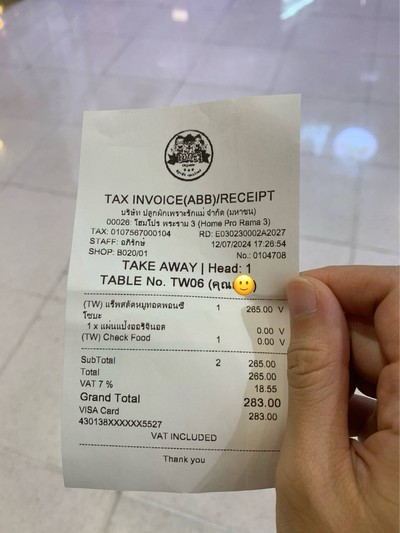 TAX INVOICE(ABB)/RECEIPT
บริษัท ปลูกผักเพราะรักแม่ จำกัด (มหาชน)
00026: โฮมโปร พระราม 3 (Home Pro Rama 3)
TAX: 0107567000104 RD: E030230002A2027
STAFF: อภิรักษ์ 12/07/2024 17:26:54
SHOP: B020/01 No.: 0104708
TAKE AWAY | Head: 1
TABLE No. TW06 (คุณ
(TW) แร็พสลัดหมูทอดพอนซึ 1 265.00 V
โซบะ
1 x แผ่นแป้งออริจินอล 0.00 V
(TW) Check Food 1 0.00 V
SubTotal 2 265.00
Total 265.00
VAT 7 % 18.55
Grand Total 283.00
VISA Card 283.00
430138XXXXXX5527
VAT INCLUDED
Thank you